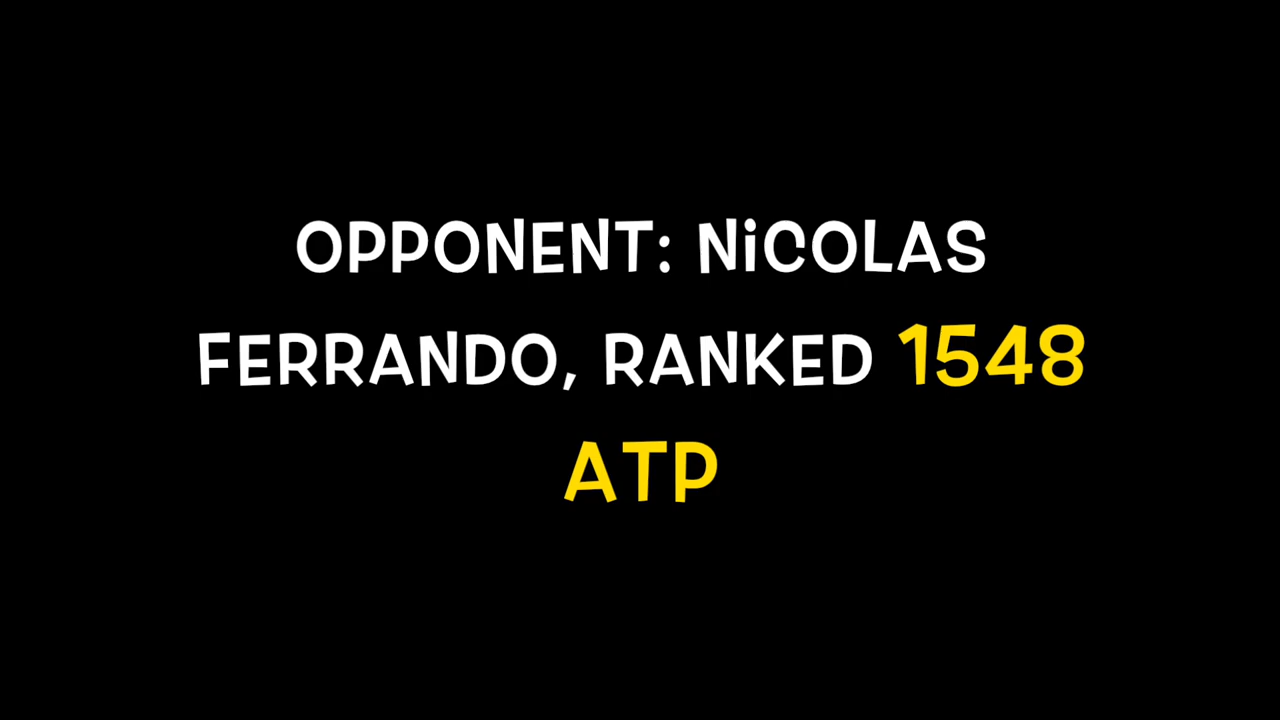 OPPONENT: NiCOLAS
FERRANDO, RANKED 1548
ATP